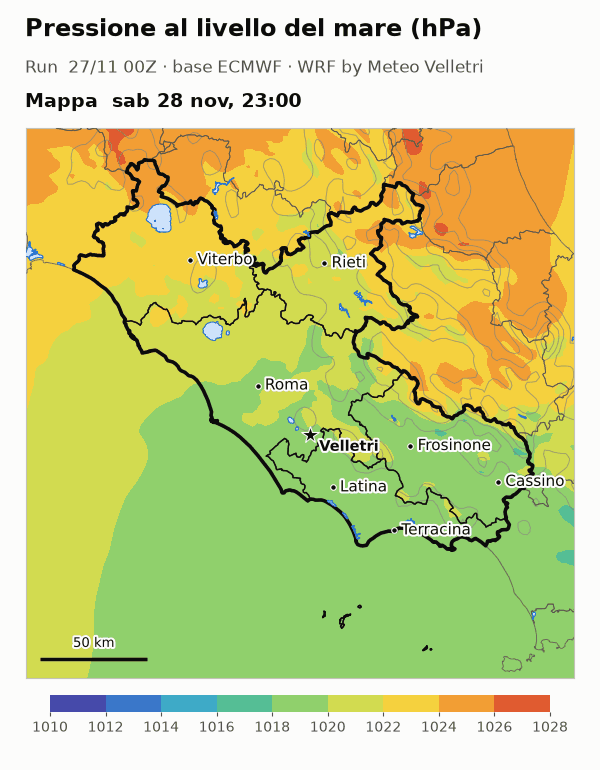 Pressione al livello del mare (hPa)
Run  27/11 00Z · base ECMWF · WRF by Meteo Velletri
Mappa  sab 28 nov, 23:00
Viterbo
Rieti
Roma
Velletri
Frosinone
Cassino
Latina
Terracina
50 km
1010 1012 1014 1016 1018 1020 1022 1024 1026 1028